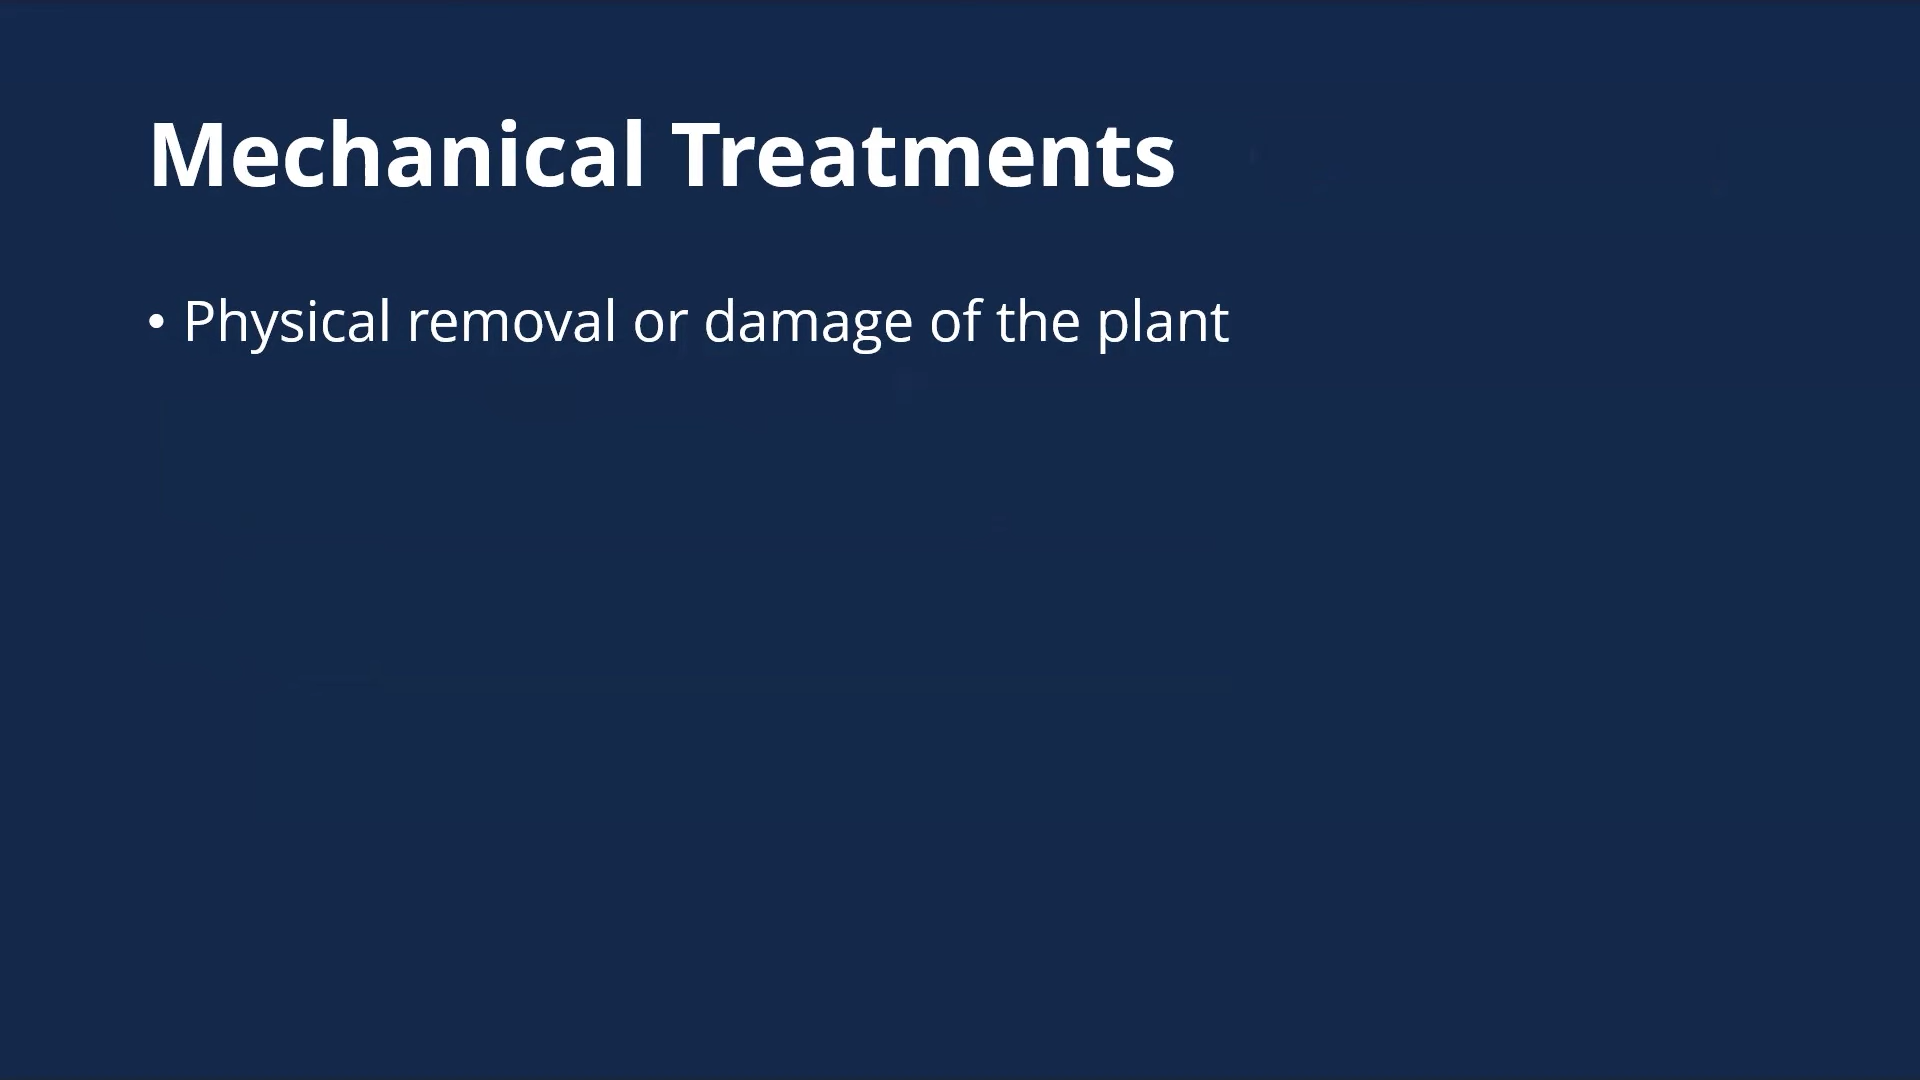 Mechanical Treatments
• Physical removal or damage of the plant